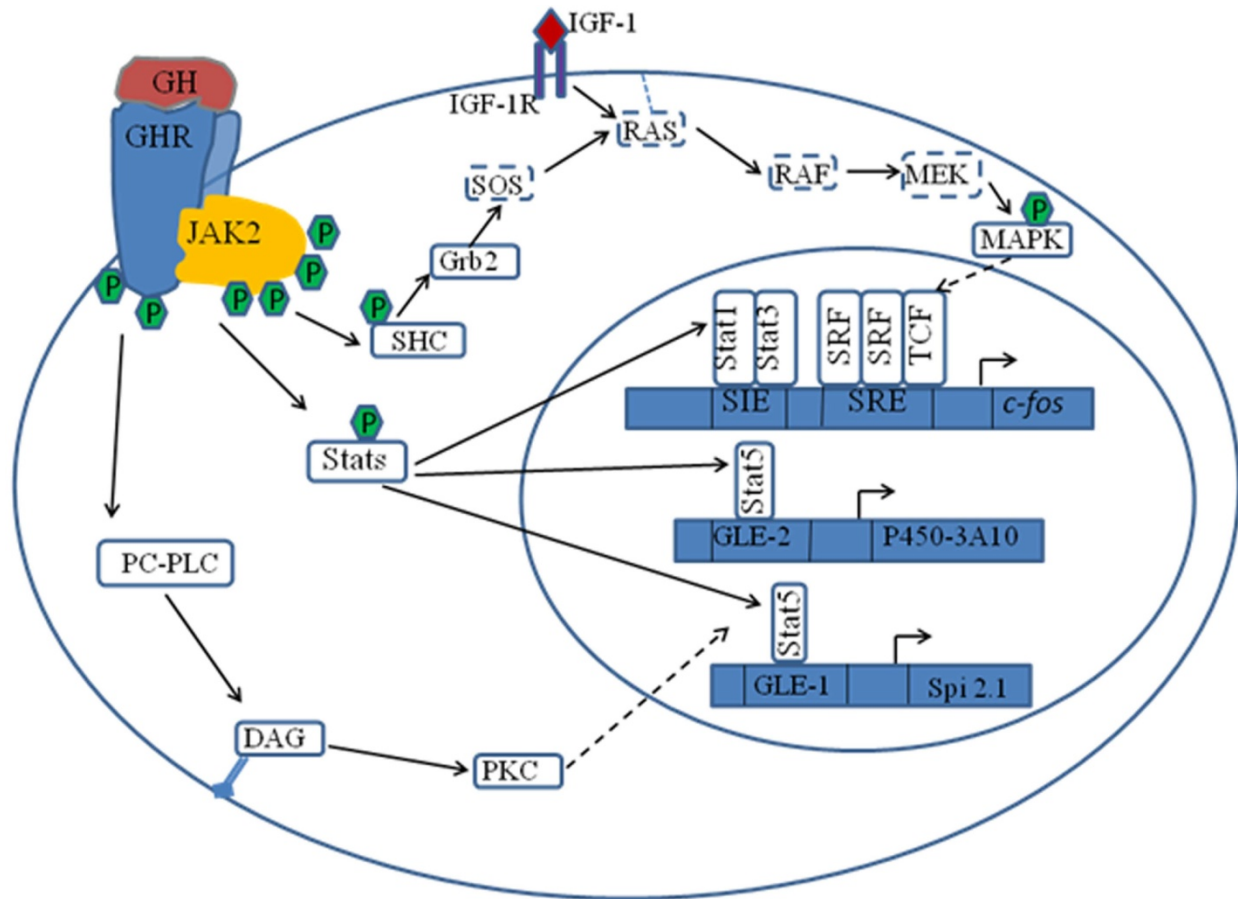 IGF-1
GH
IGF-1R
GHR
RAS
SOS
RAF
MEK
JAK2
P
P
MAPK
Grb2
P
P
P
P
P
P
SHC
Stat1
Stat3
SRF
SRF
TCF
SIE
SRE
c-fos
P
Stats
Stat5
GLE-2
P450-3A10
PC-PLC
Stat5
GLE-1
Spi 2.1
DAG
PKC